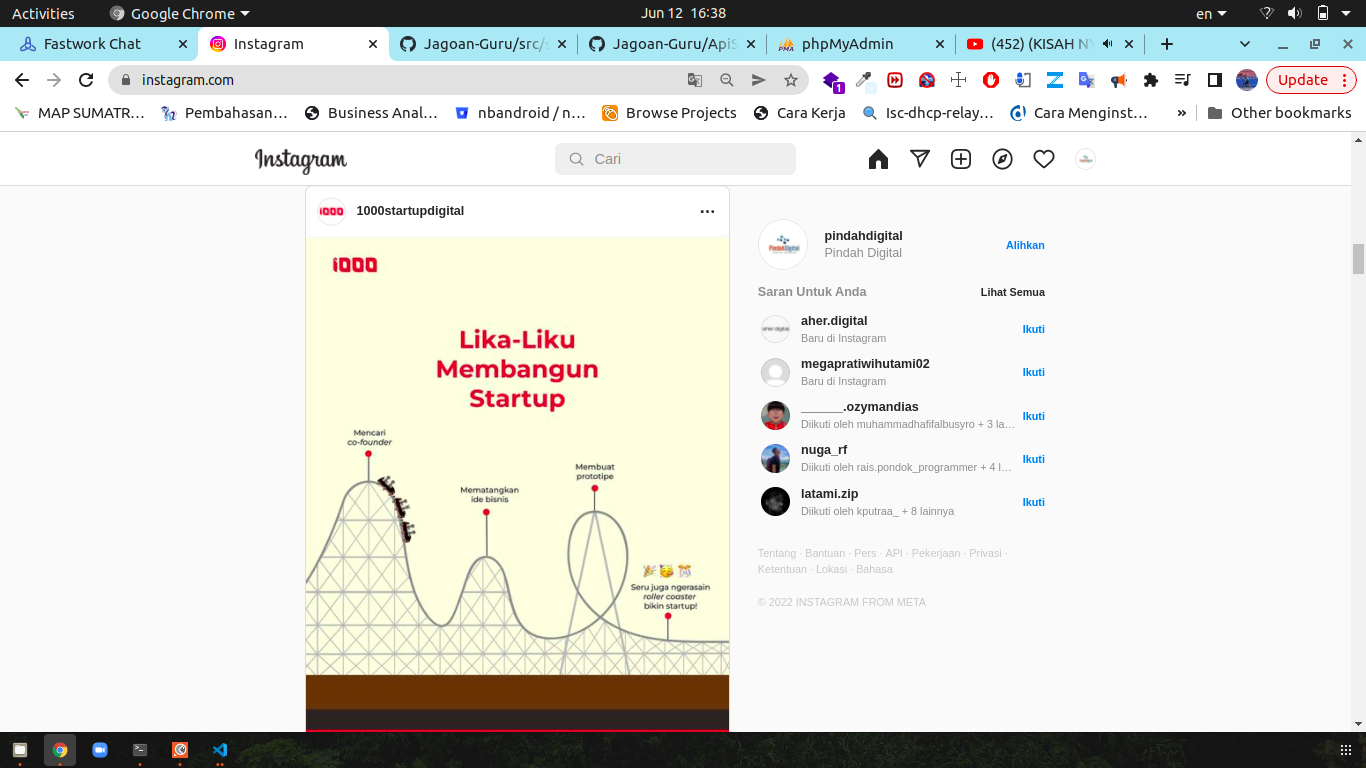 Activities
Google Chrome
Jun 12 16:38
en
Fastwork Chat
Instagram
Jagoan-Guru/src/s
Jagoan-Guru/ApiS
phpMyAdmin
(452) (KISAH NY
instagram.com
1
Update
MAP SUMATR…
Pembahasan…
Business Anal…
nbandroid / n…
Browse Projects
Cara Kerja
Isc-dhcp-relay…
Cara Menginst…
»
Other bookmarks
Instagram
Cari
1000
1000startupdigital
1000
Lika-Liku
Membangun
Startup
Mencari
co-founder
Mematangkan
ide bisnis
Membuat
prototipe
Seru juga ngerasain
roller coaster
bikin startup!
PindahDigital
pindahdigital
Pindah Digital
Alihkan
Saran Untuk Anda
Lihat Semua
aher.digital
aher.digital
Baru di Instagram
Ikuti
megapratiwihutami02
Baru di Instagram
Ikuti
______.ozymandias
Diikuti oleh muhammadhafifalbusyro + 3 la…
Ikuti
nuga_rf
Diikuti oleh rais.pondok_programmer + 4 l…
Ikuti
latami.zip
Diikuti oleh kputraa_ + 8 lainnya
Ikuti
Tentang · Bantuan · Pers · API · Pekerjaan · Privasi ·
Ketentuan · Lokasi · Bahasa
© 2022 INSTAGRAM FROM META